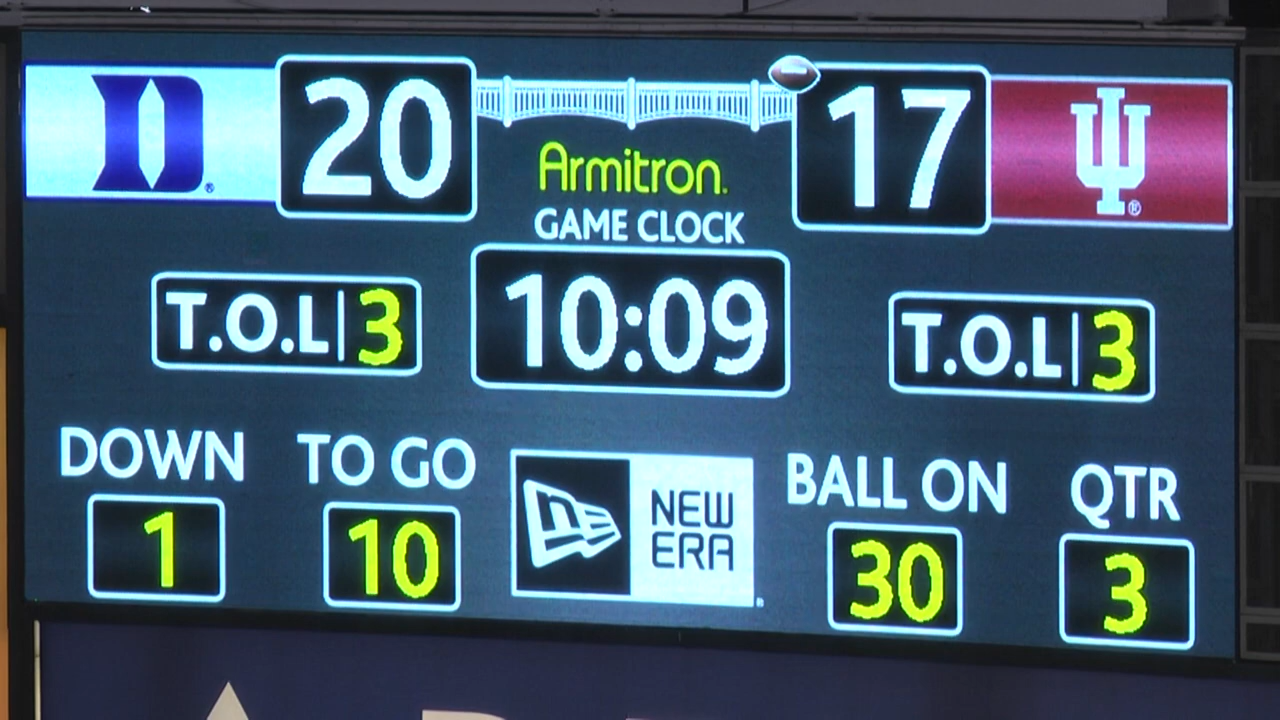 D 20 17 IU
Armitron
GAME CLOCK
10:09
T.O.L 3
T.O.L 3
DOWN TO GO BALL ON QTR
1 10 30 3
NEW
ERA